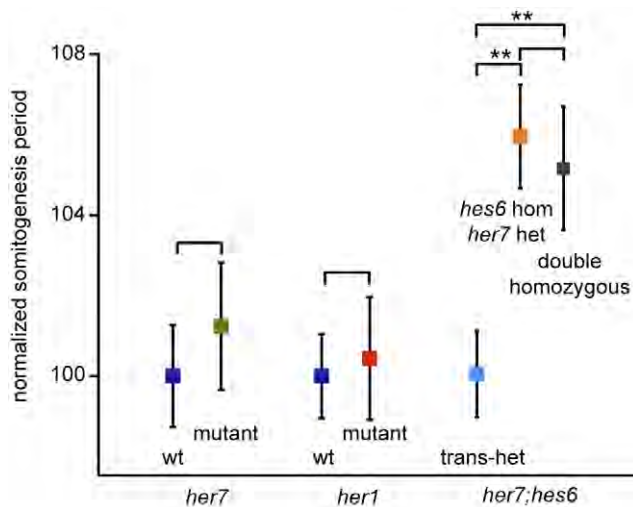 108
**
**
normalized somitogenesis period
104
hes6 hom
her7 het
double
homozygous
100
mutant
mutant
wt
wt
trans-het
her7
her1
her7;hes6